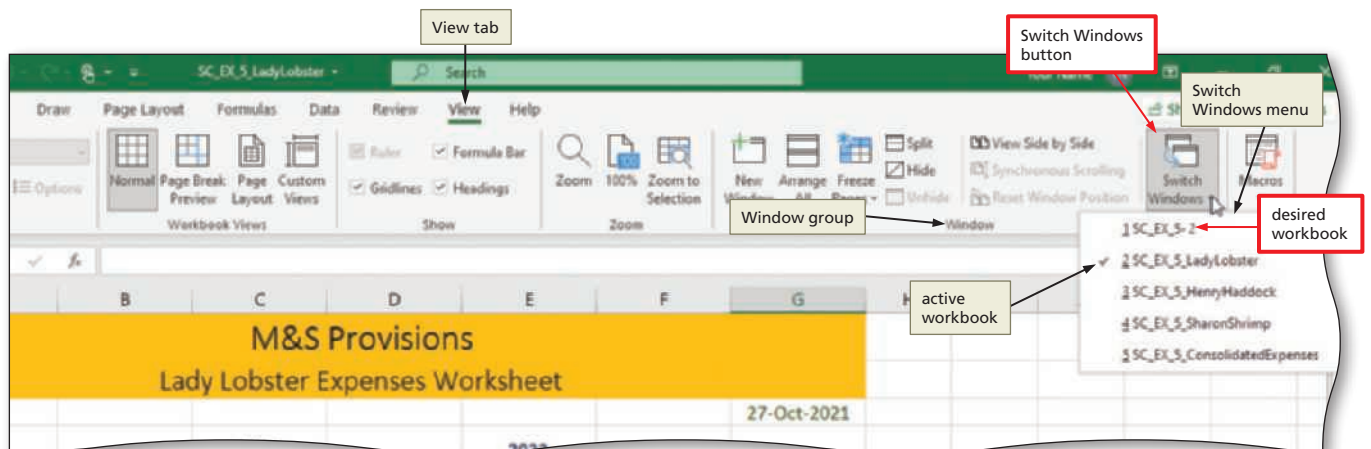 View tab
Switch Windows
button
SC_EX_5_LadyLobster
Search
Your Name
Switch
Windows menu
Draw Page Layout Formulas Data Review View Help
Options
Normal
Page Break
Preview
Page
Layout
Custom
Views
Workbook Views
Ruler
Formula Bar
Gridlines
Headings
Show
Zoom
100%
Zoom to
Selection
Zoom
New
Window
Arrange
All
Freeze
Panes
Split
Hide
Unhide
View Side by Side
Synchronous Scrolling
Reset Window Position
Switch
Windows
Macros
Window group
Window
desired
workbook
1 SC_EX_5-2
2 SC_EX_5_LadyLobster
3 SC_EX_5_HenryHaddock
4 SC_EX_5_SharonShrimp
5 SC_EX_5_ConsolidatedExpenses
active
workbook
fx
B C D E F G H
M&S Provisions
Lady Lobster Expenses Worksheet
27-Oct-2021